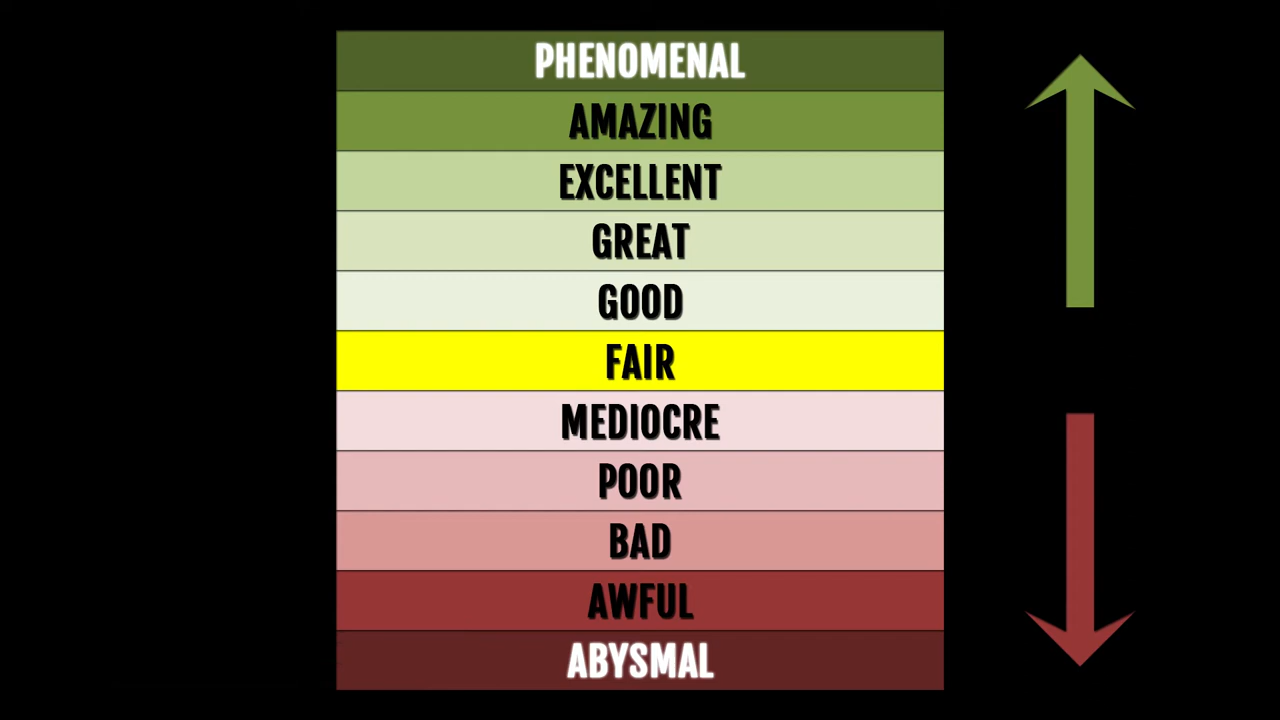 PHENOMENAL
AMAZING
EXCELLENT
GREAT
GOOD
FAIR
MEDIOCRE
POOR
BAD
AWFUL
ABYSMAL